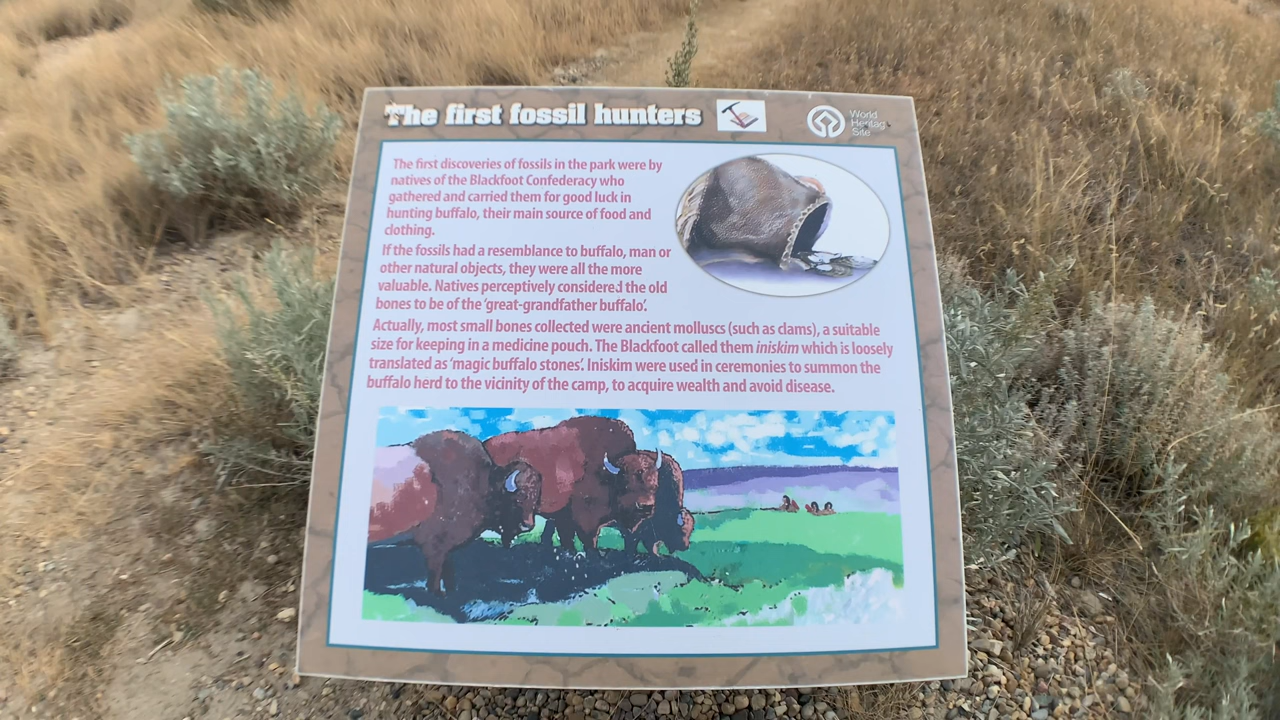 The first fossil hunters
World
Heritage
Site
The first discoveries of fossils in the park were by
natives of the Blackfoot Confederacy who
gathered and carried them for good luck in
hunting buffalo, their main source of food and
clothing.
If the fossils had a resemblance to buffalo, man or
other natural objects, they were all the more
valuable. Natives perceptively considered the old
bones to be of the 'great-grandfather buffalo'.
Actually, most small bones collected were ancient molluscs (such as clams), a suitable
size for keeping in a medicine pouch. The Blackfoot called them iniskim which is loosely
translated as 'magic buffalo stones'. Iniskim were used in ceremonies to summon the
buffalo herd to the vicinity of the camp, to acquire wealth and avoid disease.